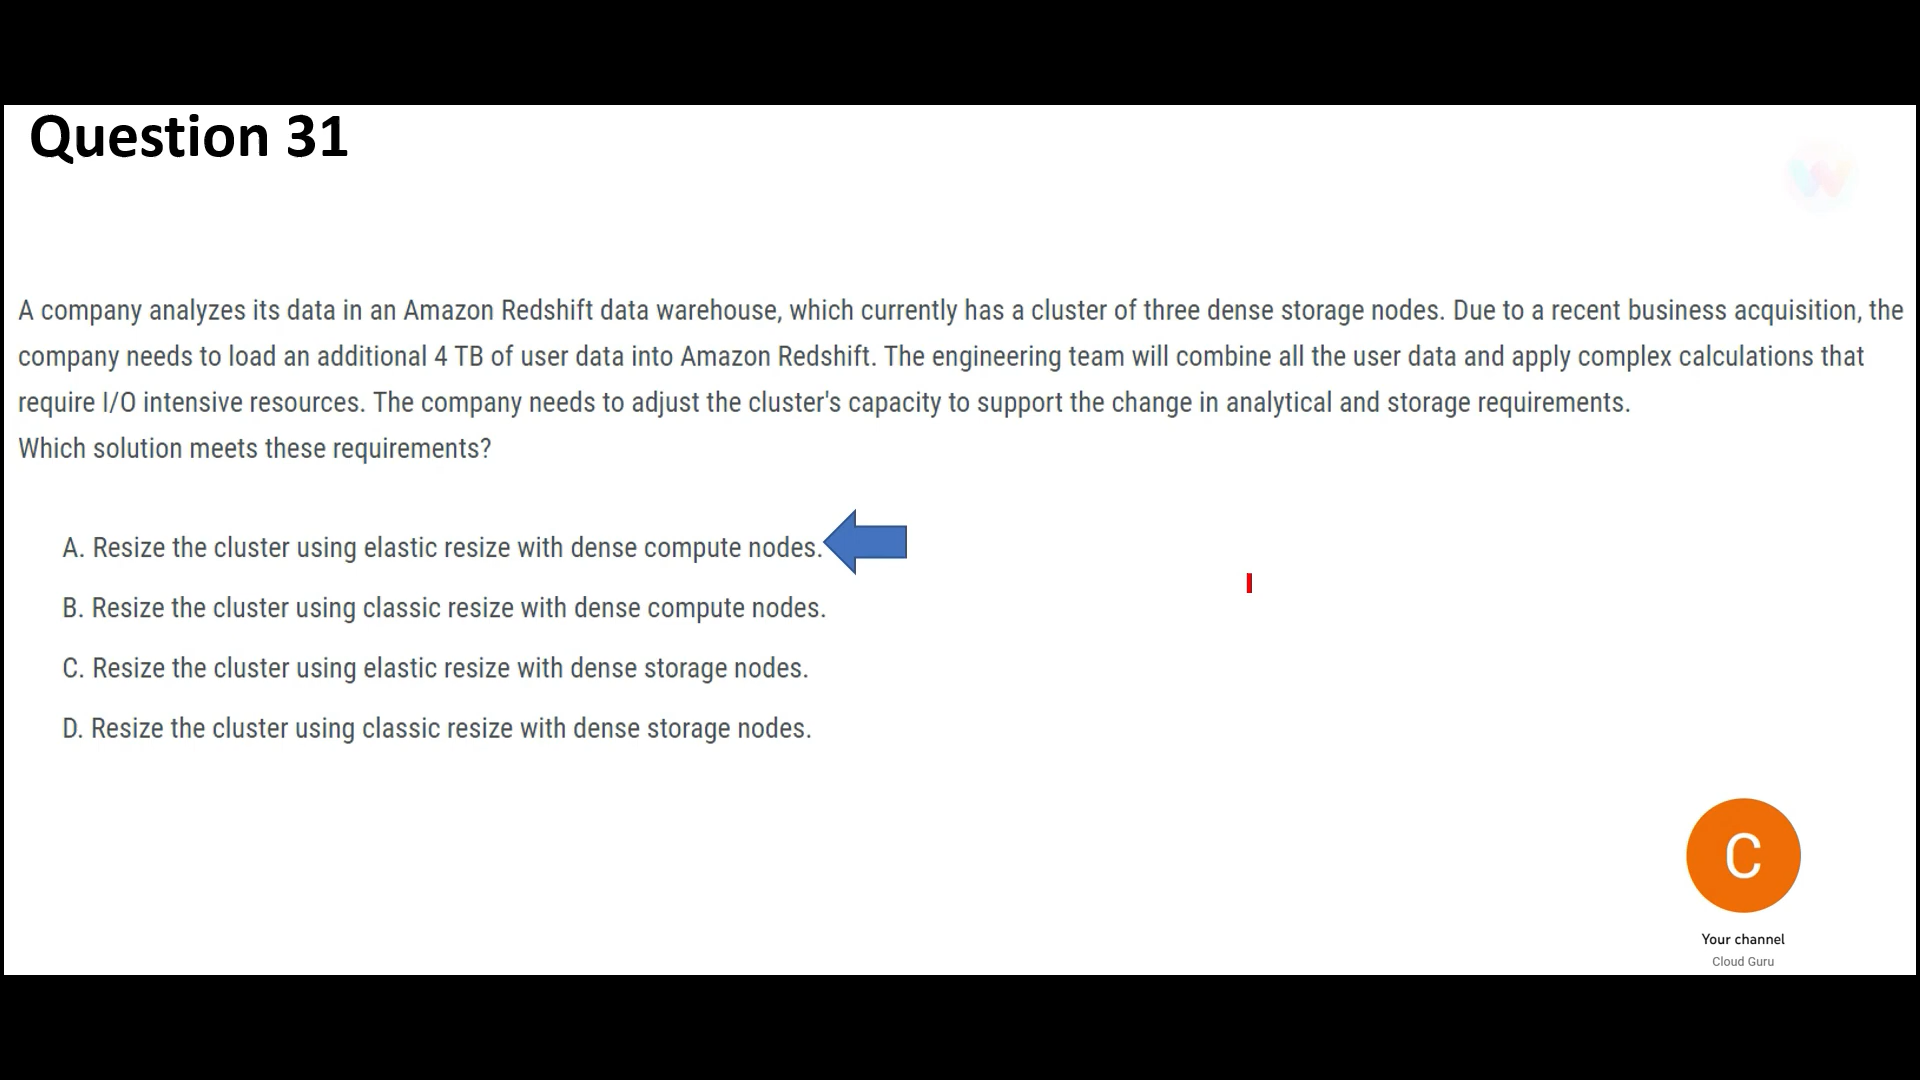 Question 31
A company analyzes its data in an Amazon Redshift data warehouse, which currently has a cluster of three dense storage nodes. Due to a recent business acquisition, the
company needs to load an additional 4 TB of user data into Amazon Redshift. The engineering team will combine all the user data and apply complex calculations that
require I/O intensive resources. The company needs to adjust the cluster's capacity to support the change in analytical and storage requirements.
Which solution meets these requirements?
A. Resize the cluster using elastic resize with dense compute nodes.
B. Resize the cluster using classic resize with dense compute nodes.
C. Resize the cluster using elastic resize with dense storage nodes.
D. Resize the cluster using classic resize with dense storage nodes.
C
Your channel
Cloud Guru